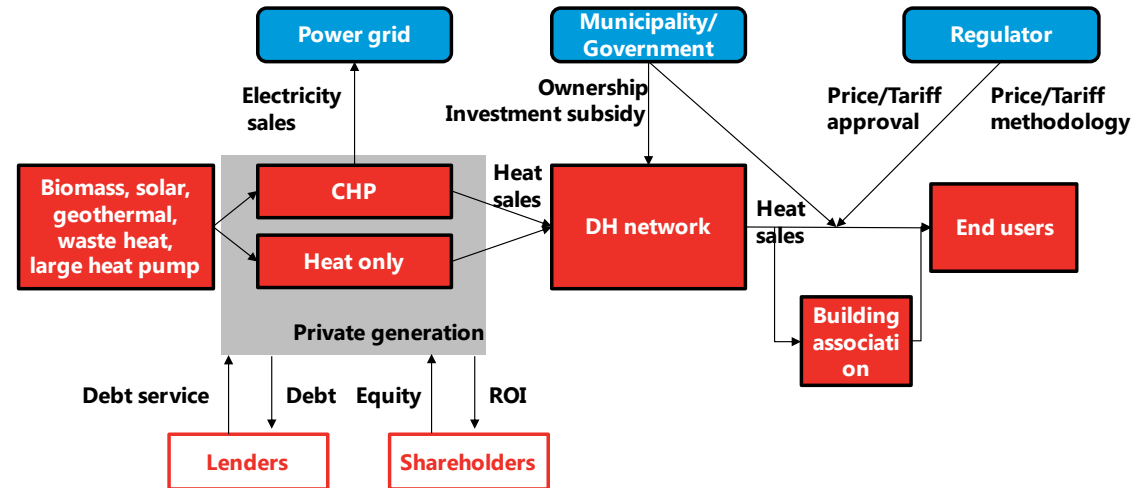 Power grid
Municipality/
Government
Regulator
Electricity
sales
Ownership
Investment subsidy
Price/Tariff
approval
Price/Tariff
methodology
Biomass, solar,
geothermal,
waste heat,
large heat pump
CHP
Heat only
Private generation
Heat
sales
DH network
Heat
sales
End users
Building
associati
on
Debt service
Debt
Equity
ROI
Lenders
Shareholders